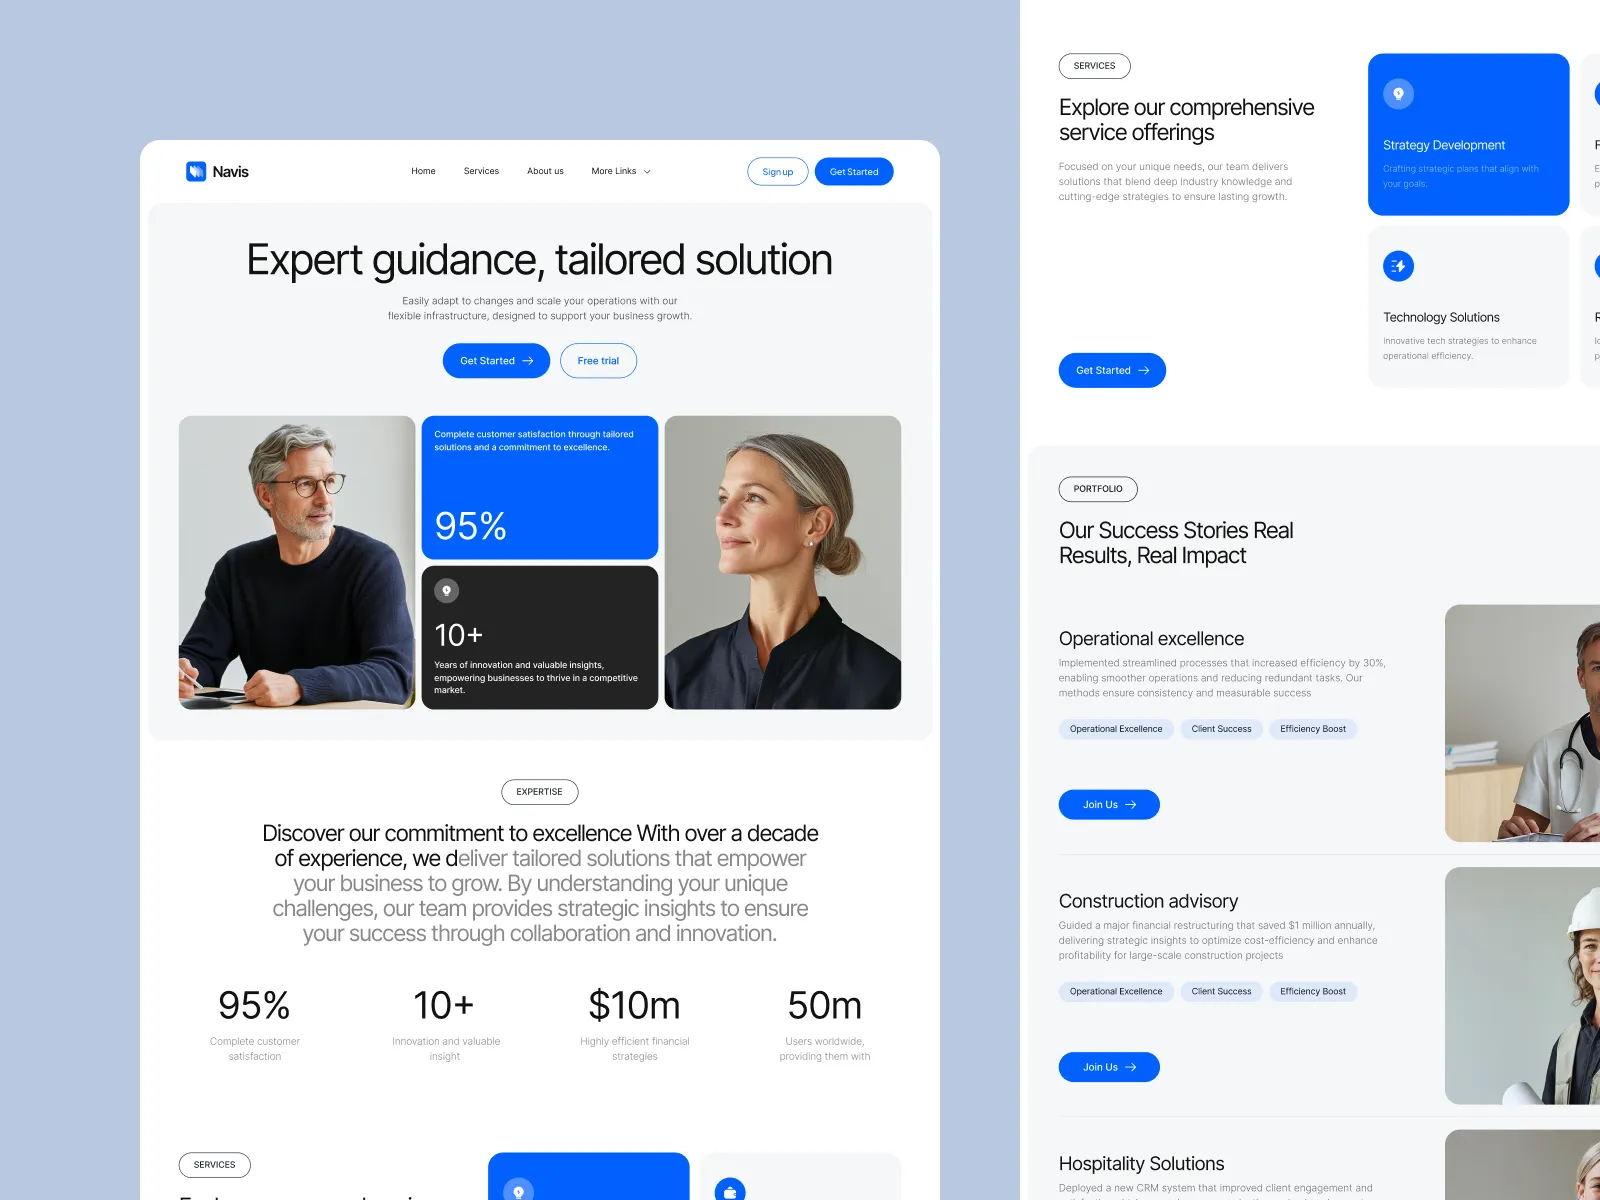 Navis
Home
Services
About us
More Links
Sign up
Get Started
Expert guidance, tailored solution
Easily adapt to changes and scale your operations with our
flexible infrastructure, designed to support your business growth.
Get Started
Free trial
Complete customer satisfaction through tailored
solutions and a commitment to excellence.
95%
10+
Years of innovation and valuable insights,
empowering businesses to thrive in a competitive
market.
EXPERTISE
Discover our commitment to excellence With over a decade
of experience, we deliver tailored solutions that empower
your business to grow. By understanding your unique
challenges, our team provides strategic insights to ensure
your success through collaboration and innovation.
95%
Complete customer
satisfaction
10+
Innovation and valuable
insight
$10m
Highly efficient financial
strategies
50m
Users worldwide,
providing them with
SERVICES
SERVICES
Explore our comprehensive
service offerings
Focused on your unique needs, our team delivers
solutions that blend deep industry knowledge and
cutting-edge strategies to ensure lasting growth.
Get Started
Strategy Development
Crafting strategic plans that align with
your goals.
Technology Solutions
Innovative tech strategies to enhance
operational efficiency.
PORTFOLIO
Our Success Stories Real
Results, Real Impact
Operational excellence
Implemented streamlined processes that increased efficiency by 30%,
enabling smoother operations and reducing redundant tasks. Our
methods ensure consistency and measurable success
Operational Excellence
Client Success
Efficiency Boost
Join Us
Construction advisory
Guided a major financial restructuring that saved $1 million annually,
delivering strategic insights to optimize cost-efficiency and enhance
profitability for large-scale construction projects
Operational Excellence
Client Success
Efficiency Boost
Join Us
Hospitality Solutions
Deployed a new CRM system that improved client engagement and